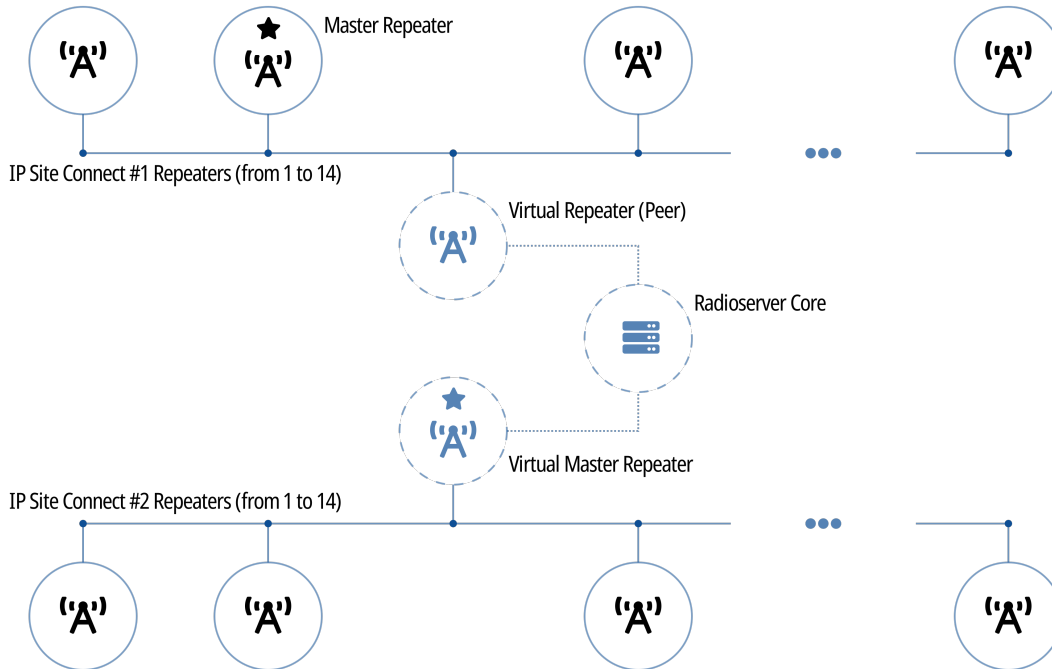 Master Repeater
IP Site Connect #1 Repeaters (from 1 to 14)
Virtual Repeater (Peer)
Radioserver Core
Virtual Master Repeater
IP Site Connect #2 Repeaters (from 1 to 14)